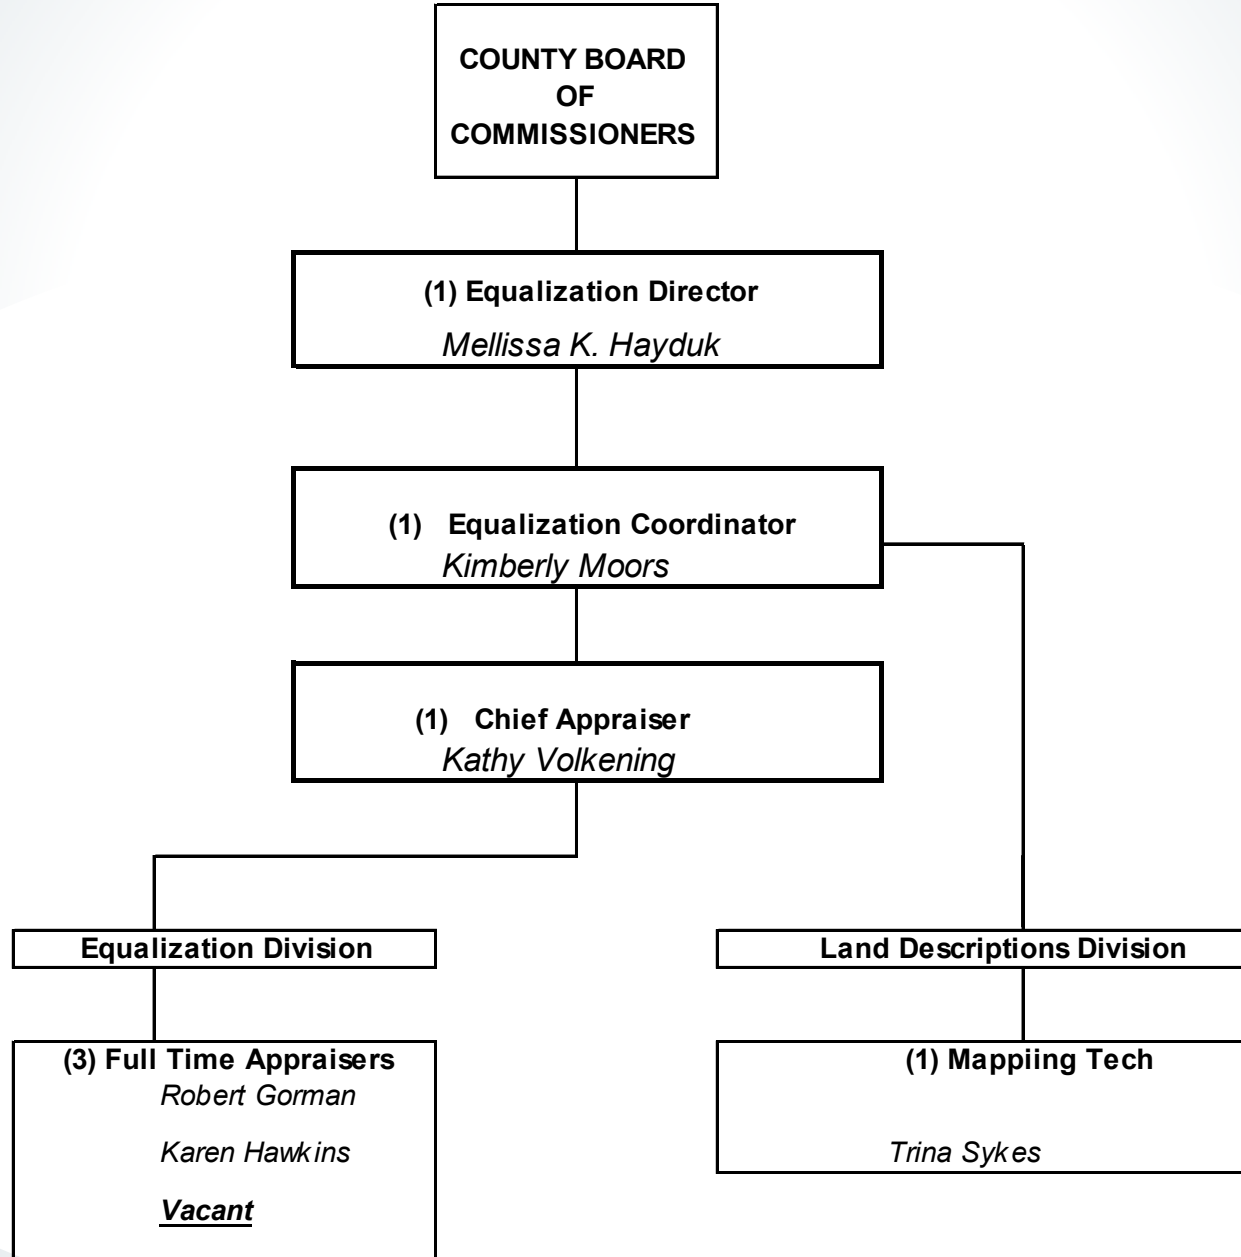 COUNTY BOARD
OF
COMMISSIONERS
(1) Equalization Director
Mellissa K. Hayduk
(1) Equalization Coordinator
Kimberly Moors
(1) Chief Appraiser
Kathy Volkening
Equalization Division
Land Descriptions Division
(3) Full Time Appraisers
Robert Gorman
Karen Hawkins
Vacant
(1) Mappiing Tech
Trina Sykes